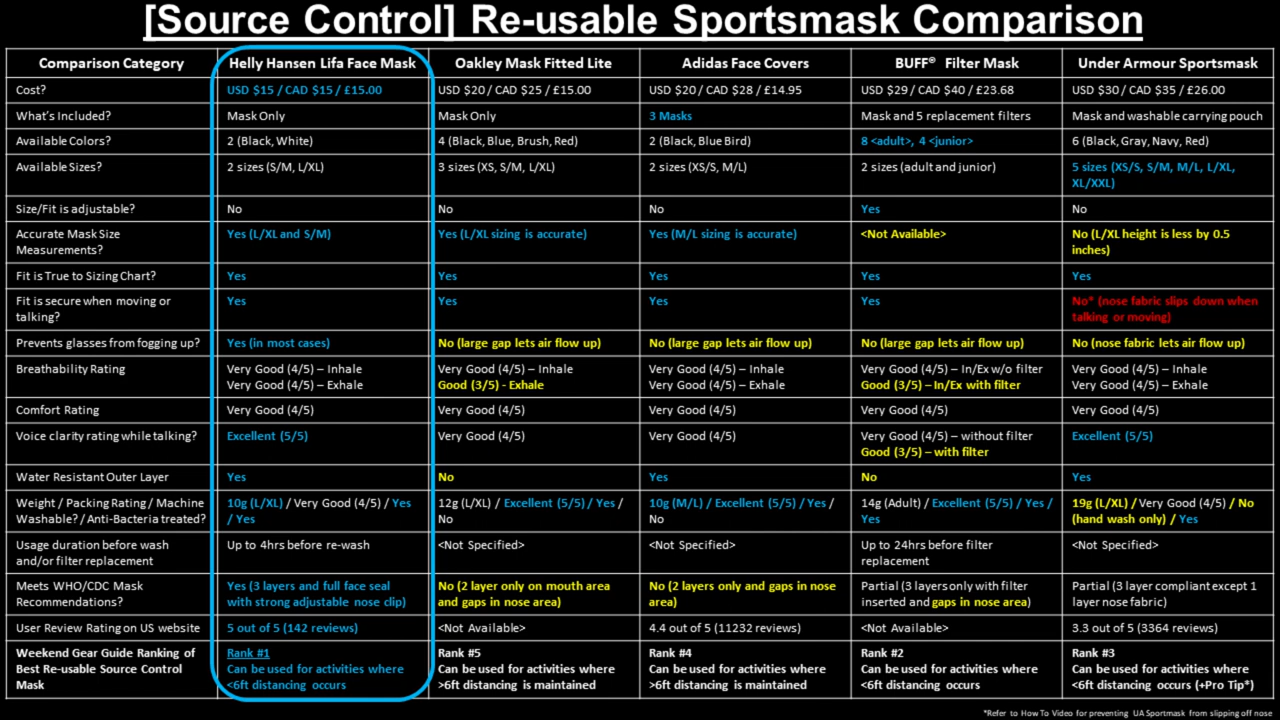 [Source Control] Re-usable Sportsmask Comparison
Comparison Category | Helly Hansen Lifa Face Mask | Oakley Mask Fitted Lite | Adidas Face Covers | BUFF® Filter Mask | Under Armour Sportsmask
Cost? | USD $15 / CAD $15 / £15.00 | USD $20 / CAD $25 / £15.00 | USD $20 / CAD $28 / £14.95 | USD $29 / CAD $40 / £23.68 | USD $30 / CAD $35 / £26.00
What's Included? | Mask Only | Mask Only | 3 Masks | Mask and 5 replacement filters | Mask and washable carrying pouch
Available Colors? | 2 (Black, White) | 4 (Black, Blue, Brush, Red) | 2 (Black, Blue Bird) | 8 <adult>, 4 <junior> | 6 (Black, Gray, Navy, Red)
Available Sizes? | 2 sizes (S/M, L/XL) | 3 sizes (XS, S/M, L/XL) | 2 sizes (XS/S, M/L) | 2 sizes (adult and junior) | 5 sizes (XS/S, S/M, M/L, L/XL,
XL/XXL)
Size/Fit is adjustable? | No | No | No | Yes | No
Accurate Mask Size
Measurements? | Yes (L/XL and S/M) | Yes (L/XL sizing is accurate) | Yes (M/L sizing is accurate) | <Not Available> | No (L/XL height is less by 0.5
inches)
Fit is True to Sizing Chart? | Yes | Yes | Yes | Yes | Yes
Fit is secure when moving or
talking? | Yes | Yes | Yes | Yes | No* (nose fabric slips down when
talking or moving)
Prevents glasses from fogging up? | Yes (in most cases) | No (large gap lets air flow up) | No (large gap lets air flow up) | No (large gap lets air flow up) | No (nose fabric lets air flow up)
Breathability Rating | Very Good (4/5) – Inhale | Very Good (4/5) – Inhale | Very Good (4/5) – Inhale | Very Good (4/5) – In/Ex w/o filter | Very Good (4/5) – Inhale
Very Good (4/5) – Exhale | Good (3/5) - Exhale | Very Good (4/5) – Exhale | Good (3/5) – In/Ex with filter | Very Good (4/5) – Exhale
Comfort Rating | Very Good (4/5) | Very Good (4/5) | Very Good (4/5) | Very Good (4/5) | Very Good (4/5)
Voice clarity rating while talking? | Excellent (5/5) | Very Good (4/5) | Very Good (4/5) | Very Good (4/5) – without filter | Excellent (5/5)
Good (3/5) – with filter
Water Resistant Outer Layer | Yes | No | Yes | No | Yes
Weight / Packing Rating / Machine | 10g (L/XL) / Very Good (4/5) / Yes | 12g (L/XL) / Excellent (5/5) / Yes / | 10g (M/L) / Excellent (5/5) / Yes / | 14g (Adult) / Excellent (5/5) / Yes / | 19g (L/XL) / Very Good (4/5) / No
Washable? / Anti-Bacteria treated? | / Yes | No | No | Yes | (hand wash only) / Yes
Usage duration before wash
and/or filter replacement | Up to 4hrs before re-wash | <Not Specified> | <Not Specified> | Up to 24hrs before filter
replacement | <Not Specified>
Meets WHO/CDC Mask | Yes (3 layers and full face seal | No (2 layer only on mouth area | No (2 layers only and gaps in nose | Partial (3 layers only with filter | Partial (3 layer compliant except 1
Recommendations? | with strong adjustable nose clip) | and gaps in nose area) | area) | inserted and gaps in nose area) | layer nose fabric)
User Review Rating on US website | 5 out of 5 (142 reviews) | <Not Available> | 4.4 out of 5 (11232 reviews) | <Not Available> | 3.3 out of 5 (3364 reviews)
Weekend Gear Guide Ranking of | Rank #1 | Rank #5 | Rank #4 | Rank #2 | Rank #3
Best Re-usable Source Control | Can be used for activities where | Can be used for activities where | Can be used for activities where | Can be used for activities where | Can be used for activities where
Mask | <6ft distancing occurs | >6ft distancing is maintained | >6ft distancing is maintained | <6ft distancing occurs | <6ft distancing occurs (+Pro Tip*)
*Refer to How To Video for preventing UA Sportmask from slipping off nose